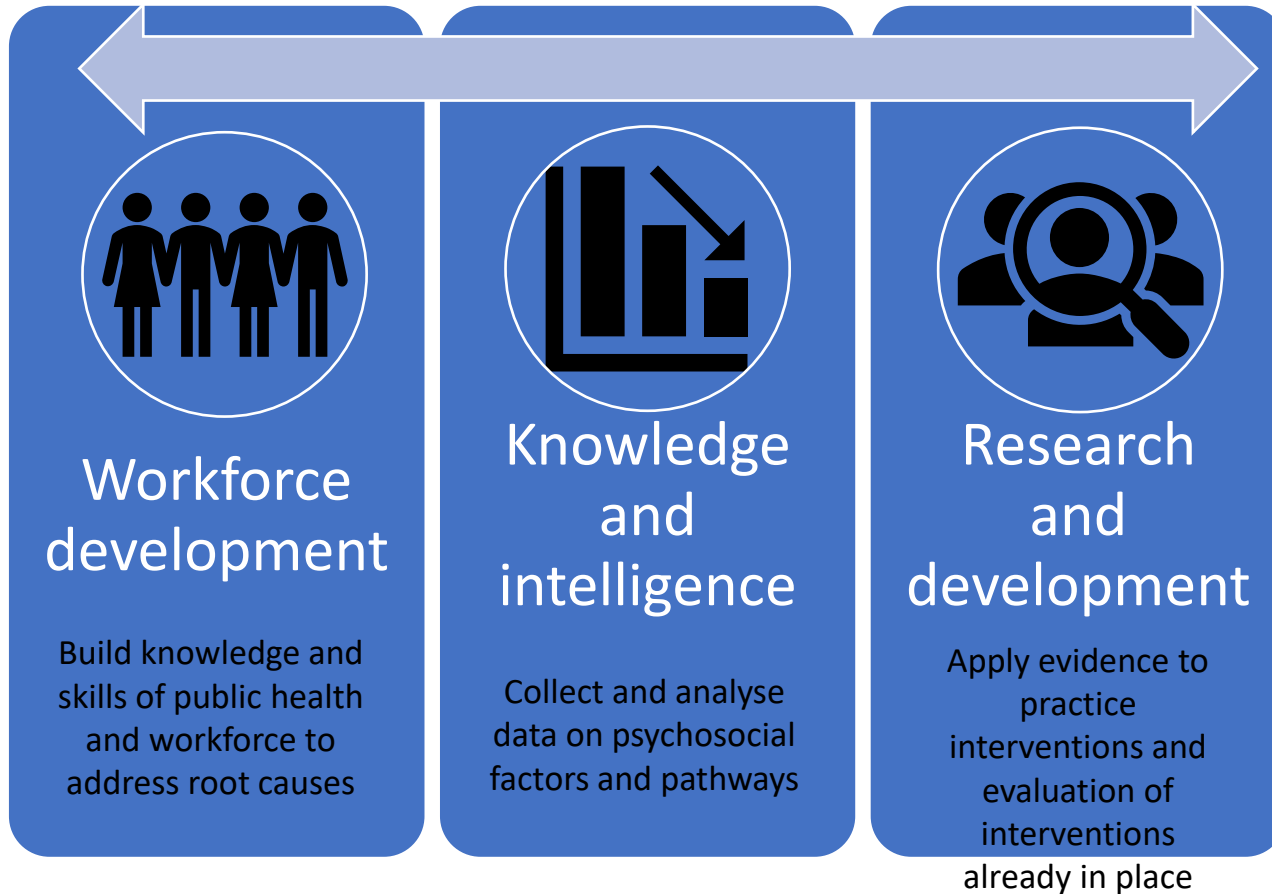 Workforce
development
Build knowledge and
skills of public health
and workforce to
address root causes
Knowledge
and
intelligence
Collect and analyse
data on psychosocial
factors and pathways
Research
and
development
Apply evidence to
practice
interventions and
evaluation of
interventions
already in place